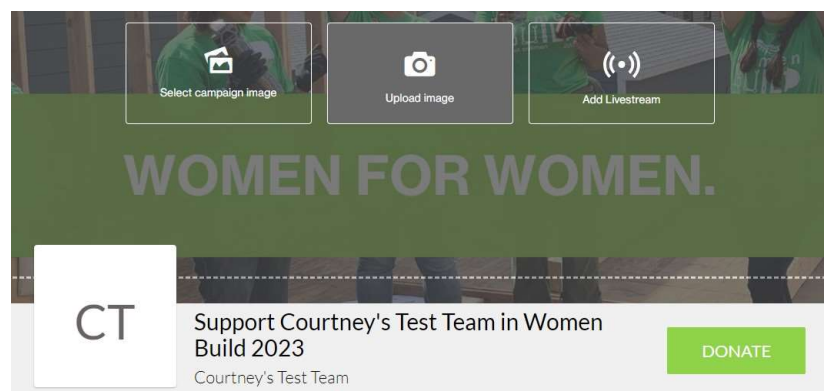 Select campaign image
Upload image
Add Livestream
WOMEN FOR WOMEN.
CT
Support Courtney's Test Team in Women
Build 2023
Courtney's Test Team
DONATE